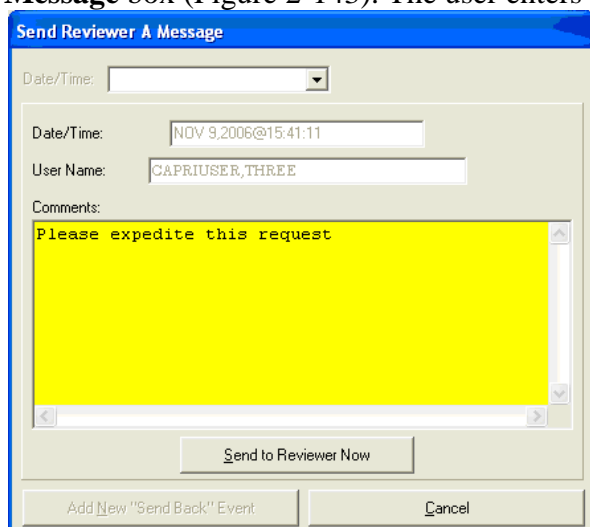 Message box (Figure 2-143). The user enters
Send Reviewer A Message
Date/Time:
Date/Time: NOV 9,2006@15:41:11
User Name: CAPRIUSER,THREE
Comments:
Please expedite this request
Send to Reviewer Now
Add New "Send Back" Event Cancel